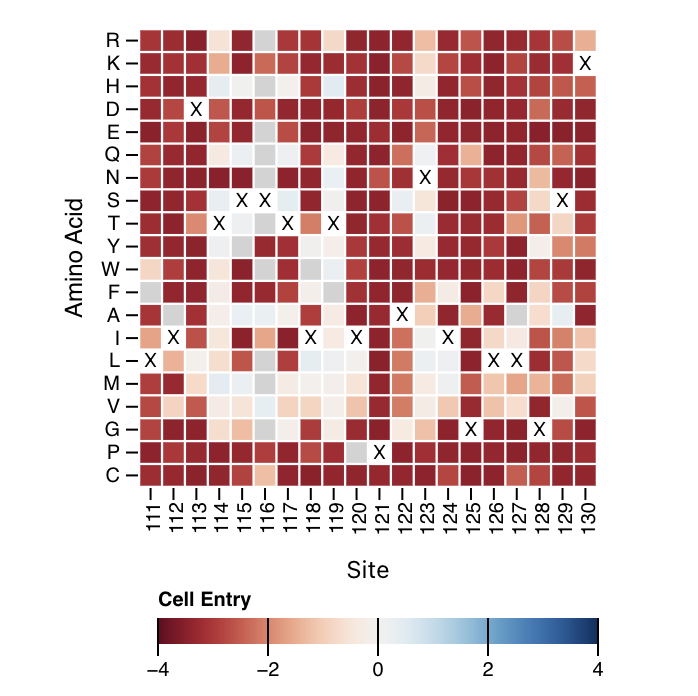 Amino Acid
R
K
X
H
D
X
E
Q
N
X
S
X X X
T
X X X
Y
W
F
A
X
I
X X X X
L
X X X
M
V
G
X X
P
X
C
111 112 113 114 115 116 117 118 119 120 121 122 123 124 125 126 127 128 129 130
Site
Cell Entry
−4 −2 0 2 4